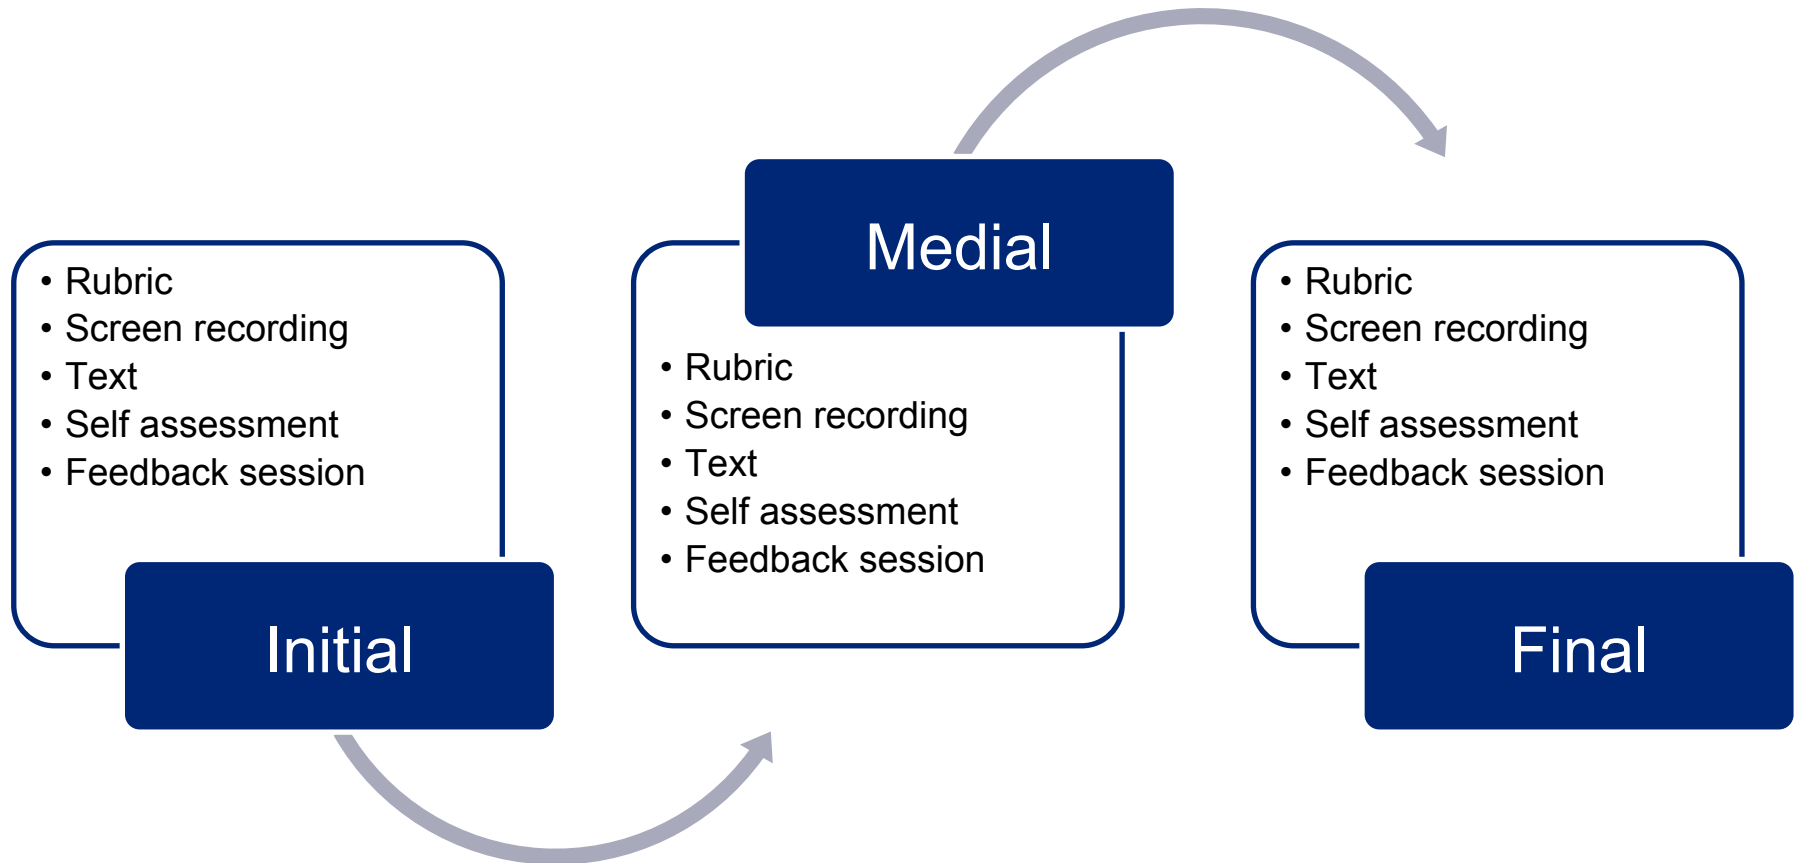 • Rubric
• Screen recording
• Text
• Self assessment
• Feedback session
Initial
Medial
• Rubric
• Screen recording
• Text
• Self assessment
• Feedback session
• Rubric
• Screen recording
• Text
• Self assessment
• Feedback session
Final